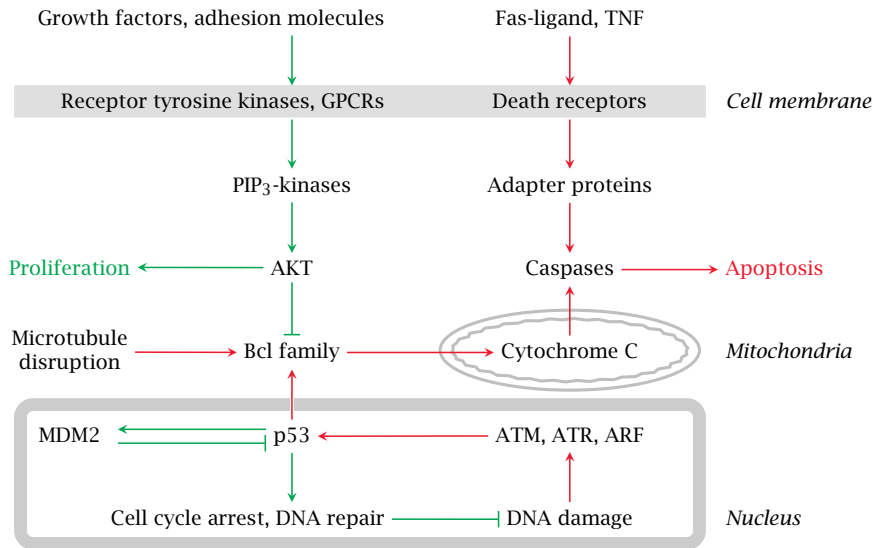 Growth factors, adhesion molecules
Fas-ligand, TNF
Receptor tyrosine kinases, GPCRs
Death receptors
Cell membrane
PIP₃-kinases
Adapter proteins
Proliferation
AKT
Caspases
Apoptosis
Microtubule
disruption
Bcl family
Cytochrome C
Mitochondria
MDM2
p53
ATM, ATR, ARF
Cell cycle arrest, DNA repair
DNA damage
Nucleus